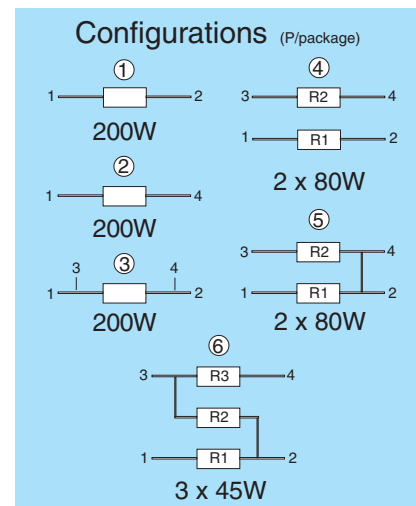 Configurations (P/package)
①
1 2
200W
②
1 4
200W
③
3 4
1 2
200W
④
3 R2 4
1 R1 2
2 x 80W
⑤
3 R2 4
1 R1 2
2 x 80W
⑥
3 R3 4
R2
1 R1 2
3 x 45W